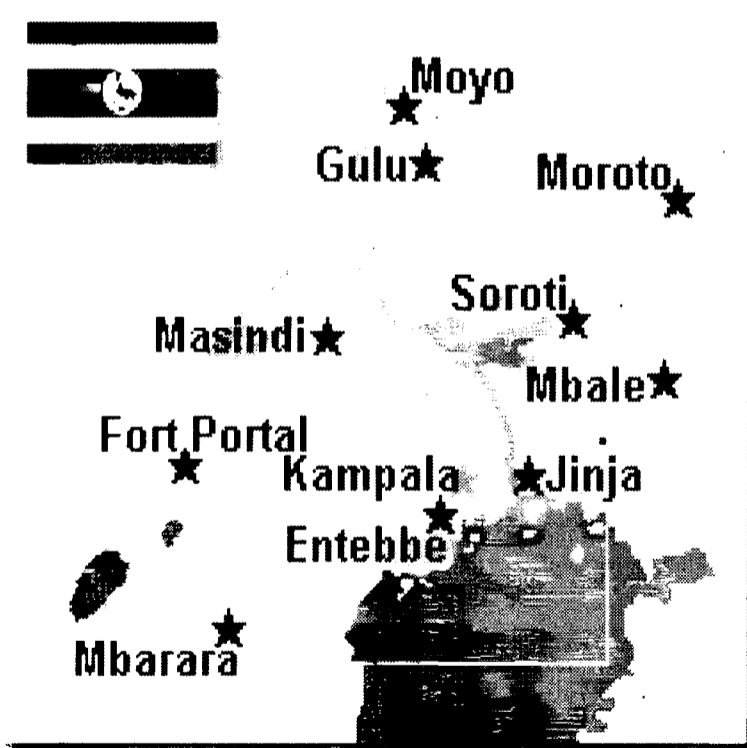 Moyo
Gulu
Moroto
Soroti
Masindi
Mbale
Fort Portal
Kampala
Jinja
Entebbe
Mbarara